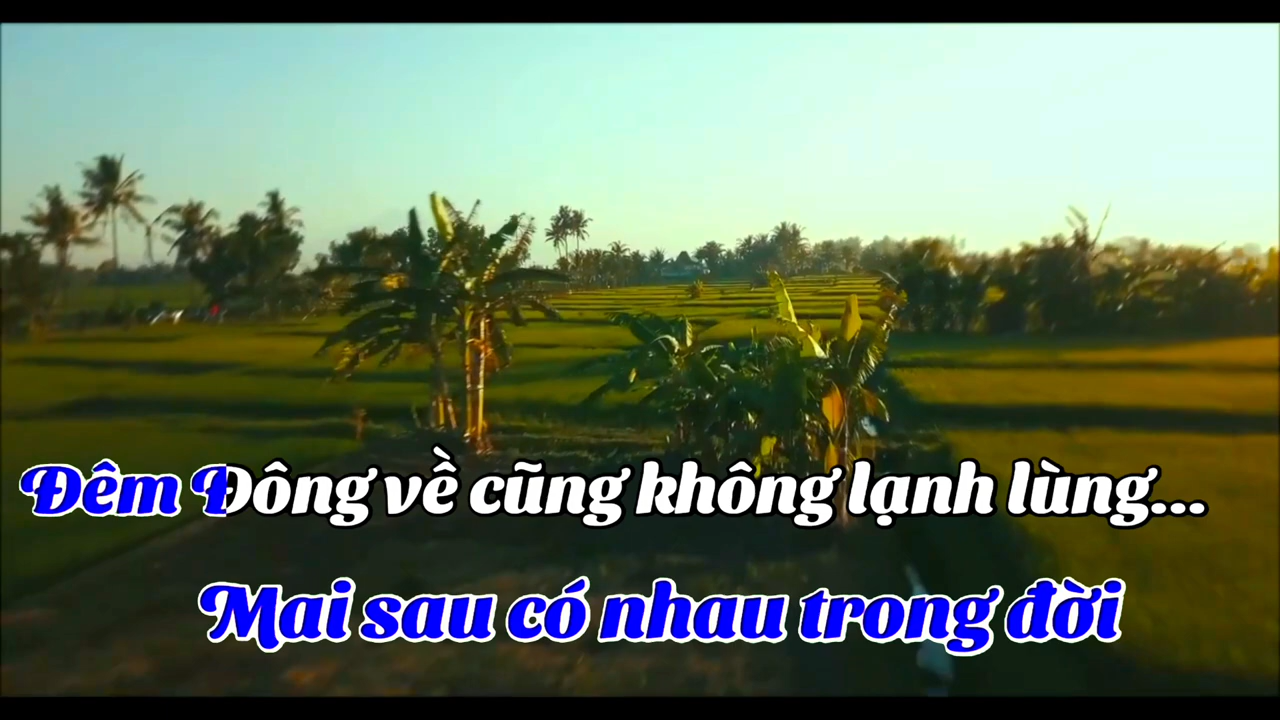 Đêm Đông về cũng không lạnh lùng...
Mai sau có nhau trong đời